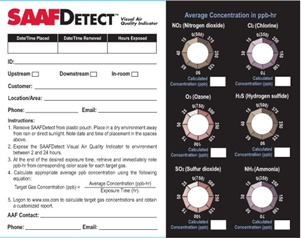 SAAFDETECT™ Visual Air Quality Indicator
Date/Time Placed Date/Time Removed Hours Exposed
ID:
Upstream Downstream In-room
Customer:
Location/Area:
Phone: Email:
Instructions:
1. Remove SAAFDetect from plastic pouch. Place in a dry environment away
from rain or direct sunlight. Note date and time of placement in the spaces
above.
2. Expose the SAAFDetect Visual Air Quality Indicator to environment
between 2 and 24 hours.
3. At the end of the desired exposure time, retrieve and immediately note
ppb-hr from corresponding color scale for each target gas.
4. Calculate appropriate average ppb concentration using the following
equation:
Target Gas Concentration (ppb) = Average Concentration (ppb-hr)
Exposure Time (hr).
5. Logon to www.saa.com to calculate target gas concentrations and obtain
a customized report.
AAF Contact:
Phone: Email:
Average Concentration in ppb-hr
NO₂ (Nitrogen dioxide) Cl₂ (Chlorine)
Calculated Concentration (ppb) Calculated Concentration (ppb)
O₃ (Ozone) H₂S (Hydrogen sulfide)
Calculated Concentration (ppb) Calculated Concentration (ppb)
SO₂ (Sulfur dioxide) NH₃ (Ammonia)
Calculated Concentration (ppb) Calculated Concentration (ppb)